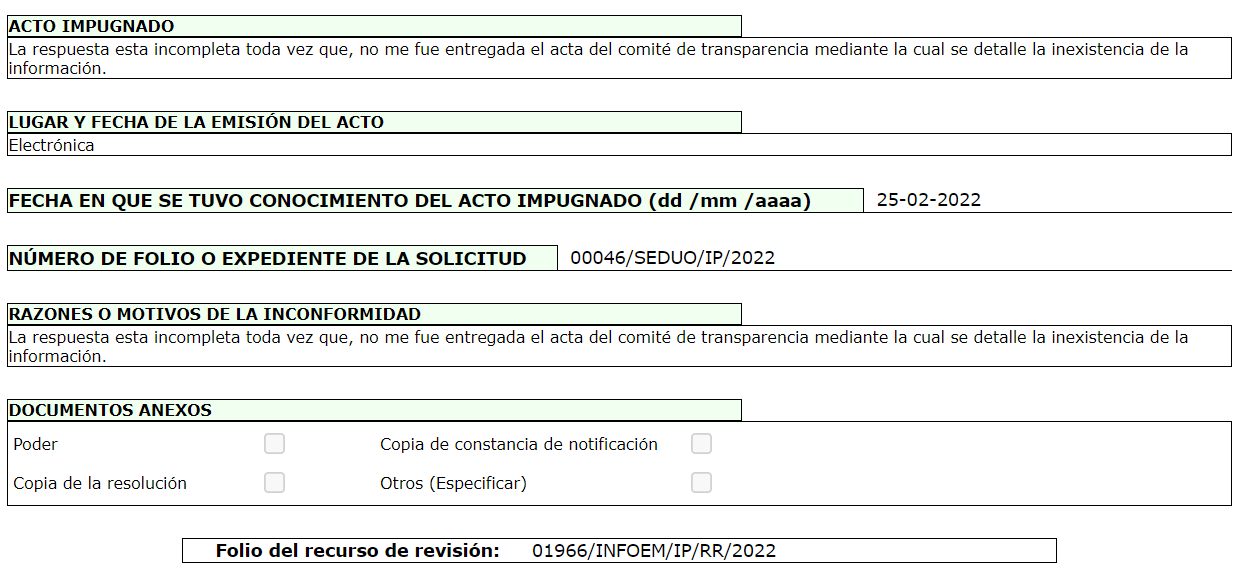 ACTO IMPUGNADO
La respuesta esta incompleta toda vez que, no me fue entregada el acta del comité de transparencia mediante la cual se detalle la inexistencia de la
información.
LUGAR Y FECHA DE LA EMISIÓN DEL ACTO
Electrónica
FECHA EN QUE SE TUVO CONOCIMIENTO DEL ACTO IMPUGNADO (dd /mm /aaaa) 25-02-2022
NÚMERO DE FOLIO O EXPEDIENTE DE LA SOLICITUD 00046/SEDUO/IP/2022
RAZONES O MOTIVOS DE LA INCONFORMIDAD
La respuesta esta incompleta toda vez que, no me fue entregada el acta del comité de transparencia mediante la cual se detalle la inexistencia de la
información.
DOCUMENTOS ANEXOS
Poder Copia de constancia de notificación
Copia de la resolución Otros (Especificar)
Folio del recurso de revisión: 01966/INFOEM/IP/RR/2022